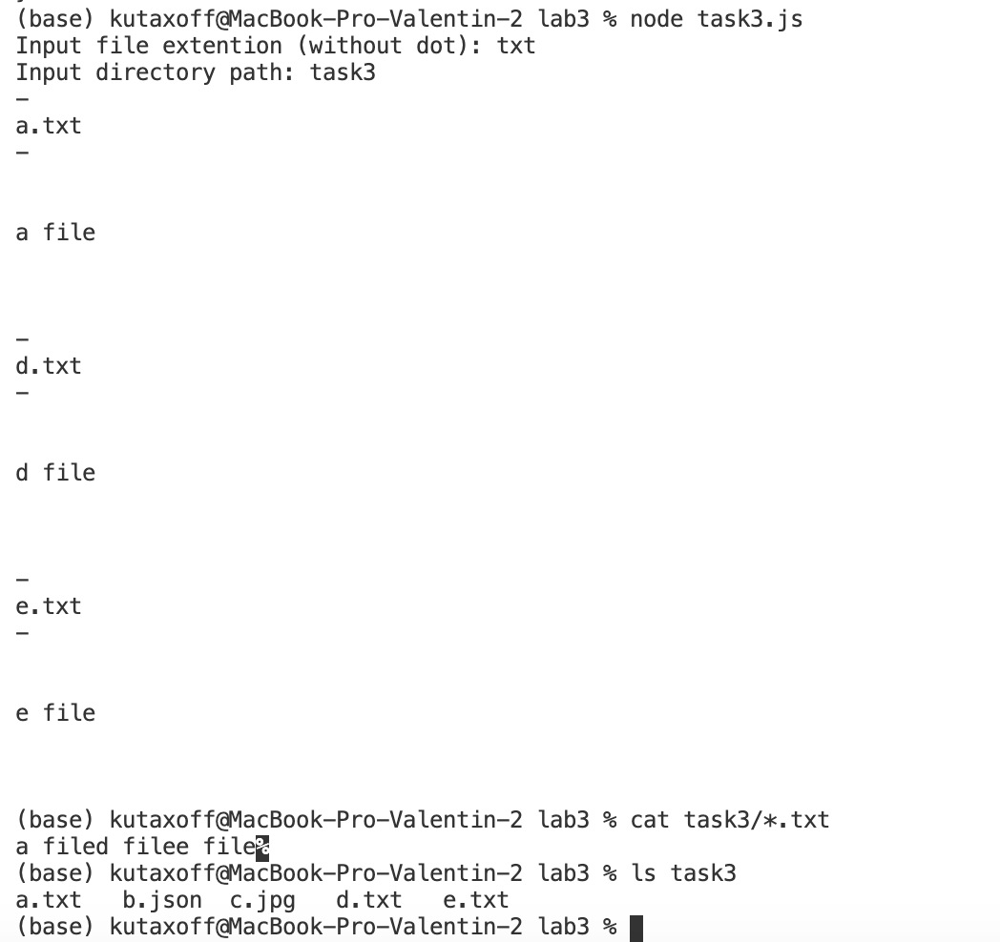 (base) kutaxoff@MacBook-Pro-Valentin-2 lab3 % node task3.js
Input file extention (without dot): txt
Input directory path: task3
–
a.txt
–
a file
–
d.txt
–
d file
–
e.txt
–
e file
(base) kutaxoff@MacBook-Pro-Valentin-2 lab3 % cat task3/*.txt
a filed filee file%
(base) kutaxoff@MacBook-Pro-Valentin-2 lab3 % ls task3
a.txt   b.json  c.jpg   d.txt   e.txt
(base) kutaxoff@MacBook-Pro-Valentin-2 lab3 %